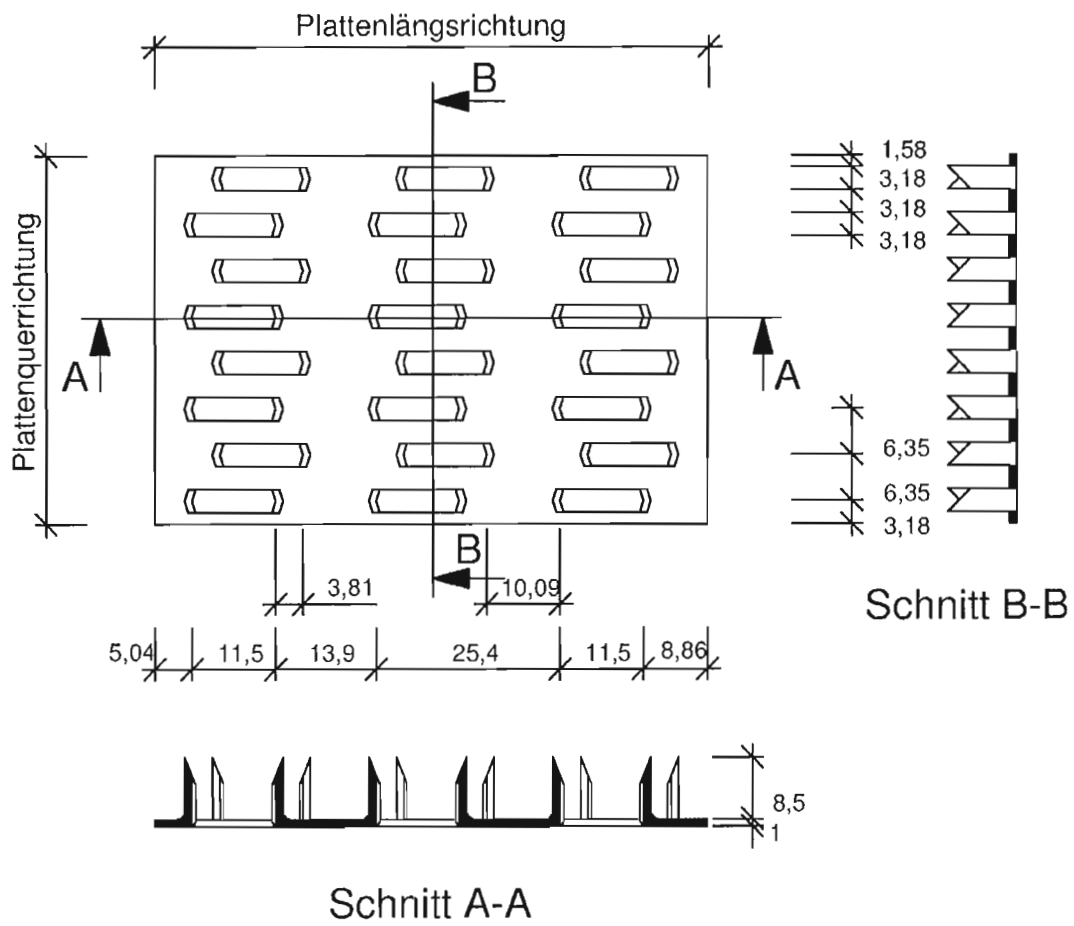 Plattenlängsrichtung
B
1,58
3,18
3,18
3,18
Plattenquerrichtung
A
A
6,35
6,35
3,18
B
3,81
10,09
Schnitt B-B
5,04
11,5
13,9
25,4
11,5
8,86
8,5
1
Schnitt A-A